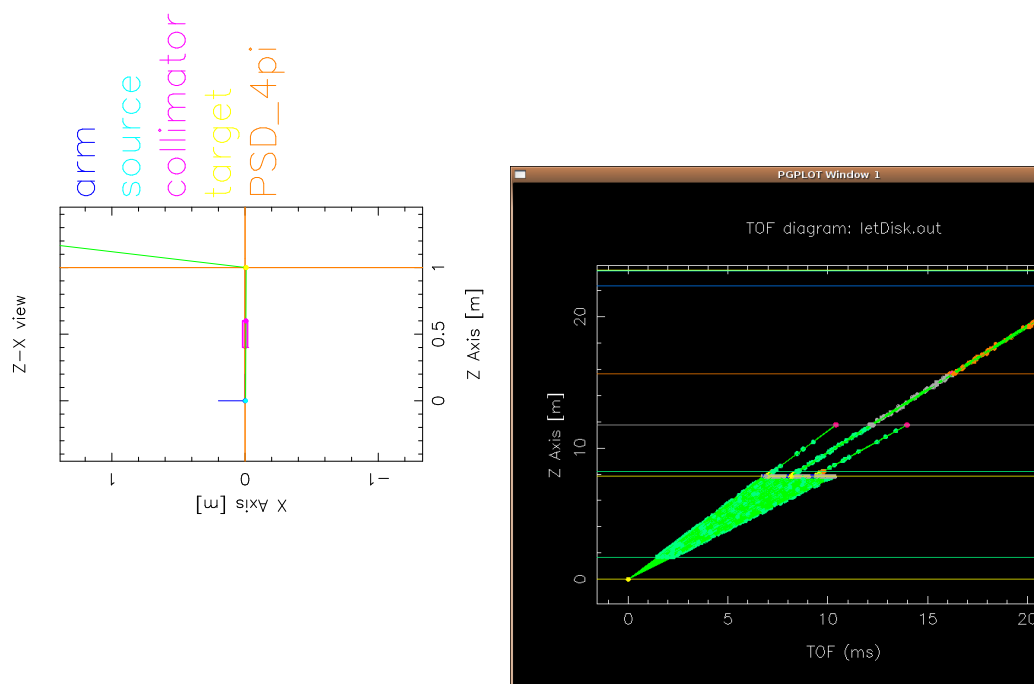 Z-X view
arm
source
collimator
target
PSD_4pi
1
0
-1
X Axis [m]
0
0.5
1
Z Axis [m]
PGPLOT Window 1
TOF diagram: letDisk.out
Z Axis [m]
20
10
0
0
5
10
15
20
TOF (ms)